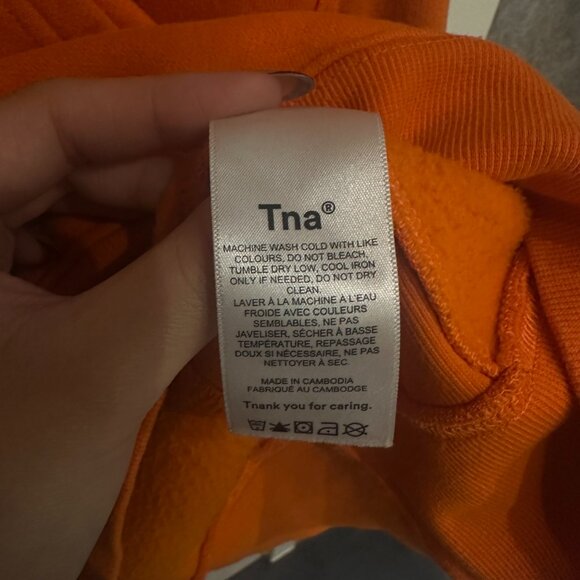 Tna®
MACHINE WASH COLD WITH LIKE
COLOURS, DO NOT BLEACH,
TUMBLE DRY LOW, COOL IRON
ONLY IF NEEDED, DO NOT DRY
CLEAN.
LAVER À LA MACHINE À L'EAU
FROIDE AVEC COULEURS
SEMBLABLES, NE PAS
JAVELISER, SÉCHER À BASSE
TEMPÉRATURE, REPASSAGE
DOUX SI NÉCESSAIRE, NE PAS
NETTOYER À SEC.
MADE IN CAMBODIA
FABRIQUÉ AU CAMBODGE
Tnank you for caring.